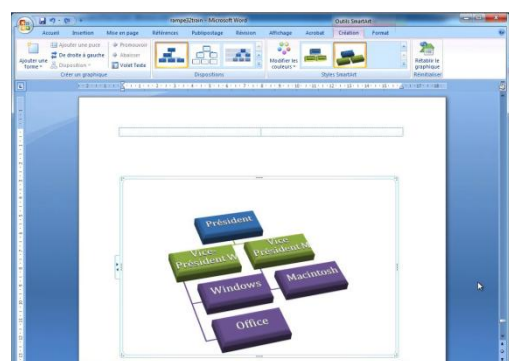 rampe32train - Microsoft Word
Outils SmartArt
Accueil Insertion Mise en page Références Publipostage Révision Affichage Acrobat Création Format
Ajouter une forme
Ajouter une puce
De droite à gauche
Disposition
Promouvoir
Abaisser
Volet Texte
Modifier les couleurs
Rétablir le graphique
Créer un graphique Dispositions Styles SmartArt Réinitialiser
Président
Vice-
Président W
Vice
Président M
Windows
Macintosh
Office